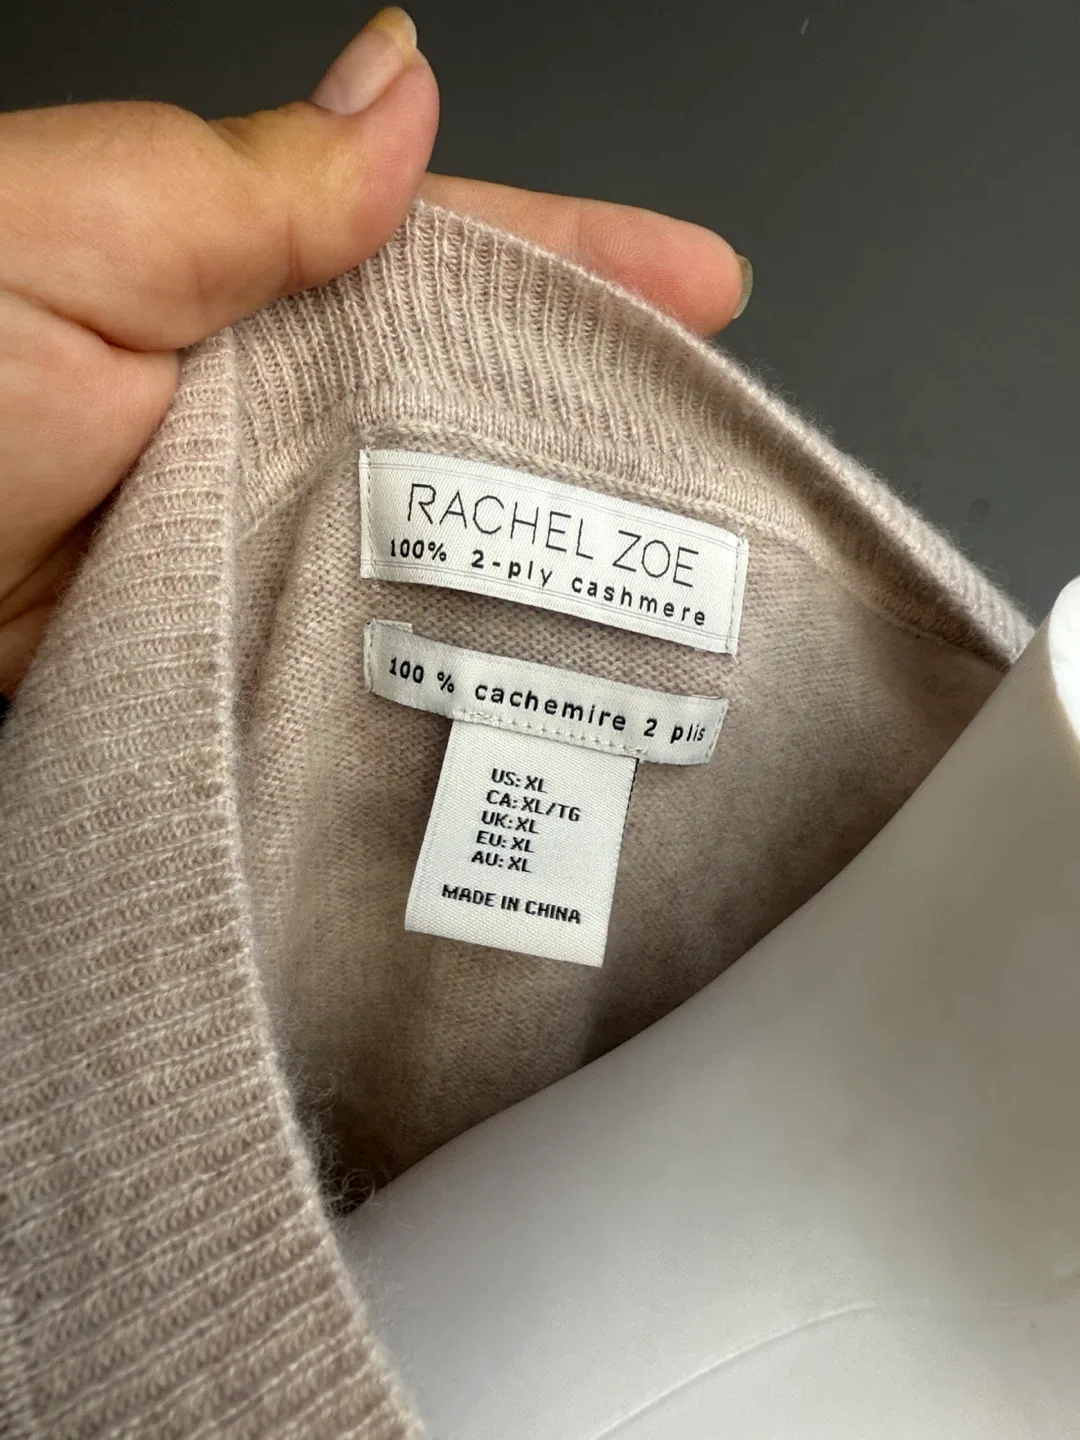 RACHEL ZOE
100% 2-ply cashmere
100 % cachemire 2 plis
US: XL
CA: XL/TG
UK: XL
EU: XL
AU: XL
MADE IN CHINA